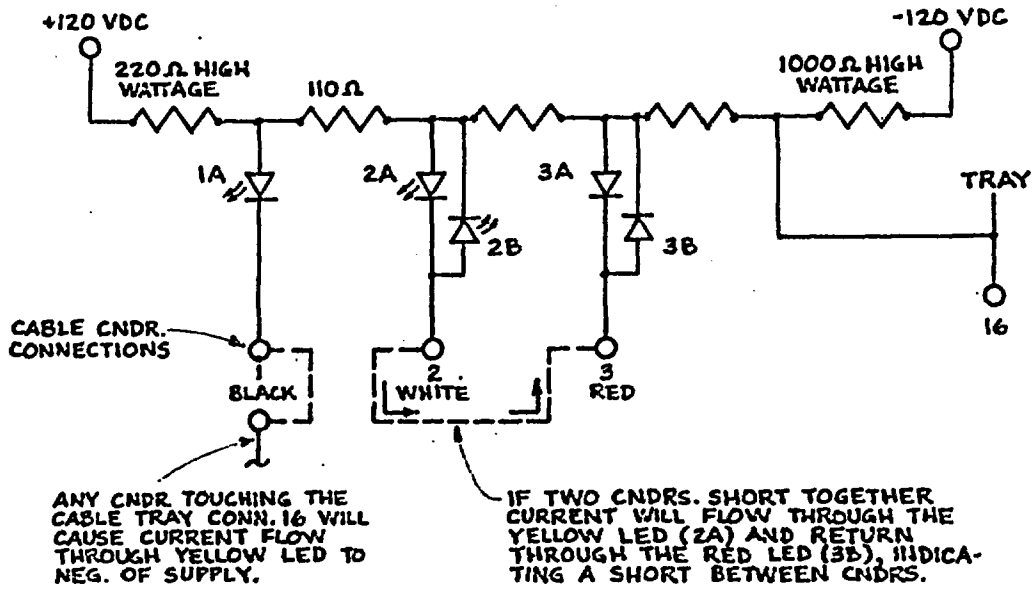 +120 VDC
-120 VDC
220Ω HIGH
WATTAGE
110Ω
1000Ω HIGH
WATTAGE
1A
2A
3A
TRAY
2B
3B
16
CABLE CNDR.
CONNECTIONS
1
2
3
BLACK
WHITE
RED
ANY CNDR TOUCHING THE
CABLE TRAY CONN. 16 WILL
CAUSE CURRENT FLOW
THROUGH YELLOW LED TO
NEG. OF SUPPLY.
IF TWO CNDRS. SHORT TOGETHER
CURRENT WILL FLOW THROUGH THE
YELLOW LED (2A) AND RETURN
THROUGH THE RED LED (3B), INDICA-
TING A SHORT BETWEEN CNDRS.